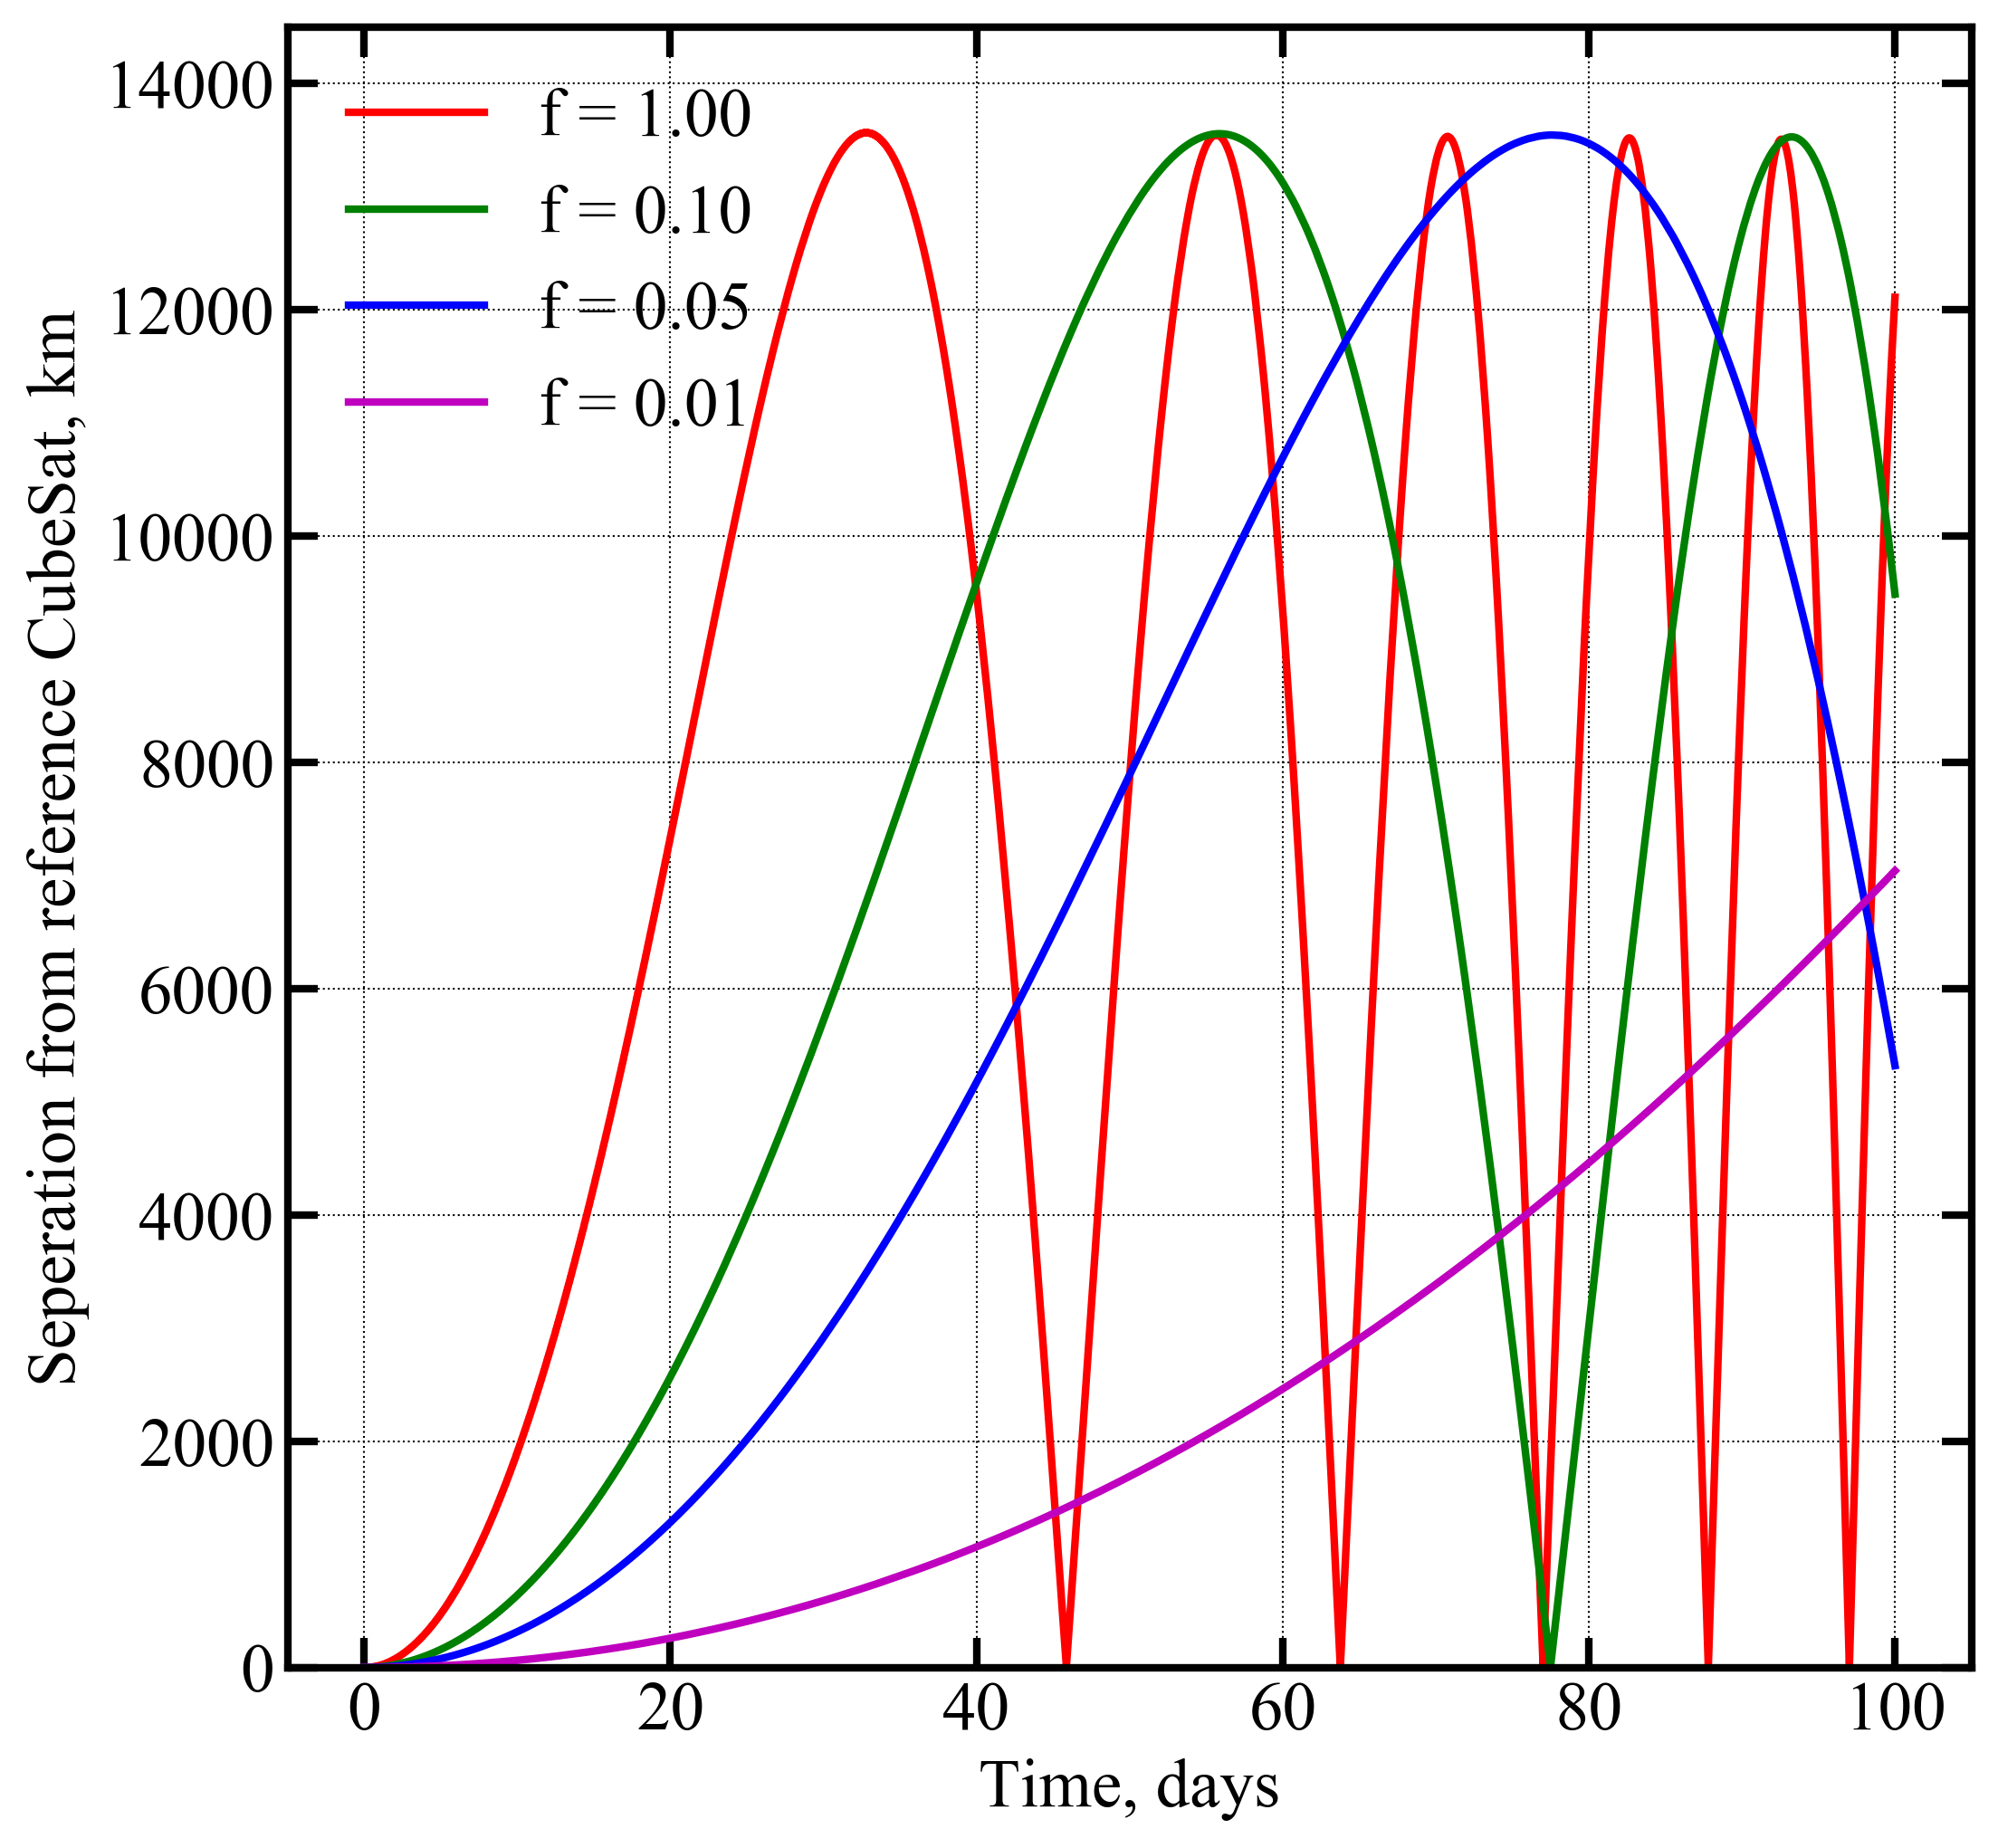 Seperation from reference CubeSat, km
14000
12000
10000
8000
6000
4000
2000
0
f = 1.00
f = 0.10
f = 0.05
f = 0.01
0 20 40 60 80 100
Time, days